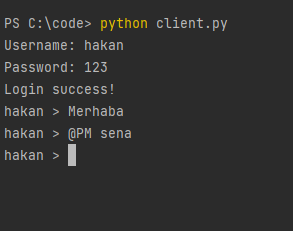 PS C:\code> python client.py
Username: hakan
Password: 123
Login success!
hakan > Merhaba
hakan > @PM sena
hakan >